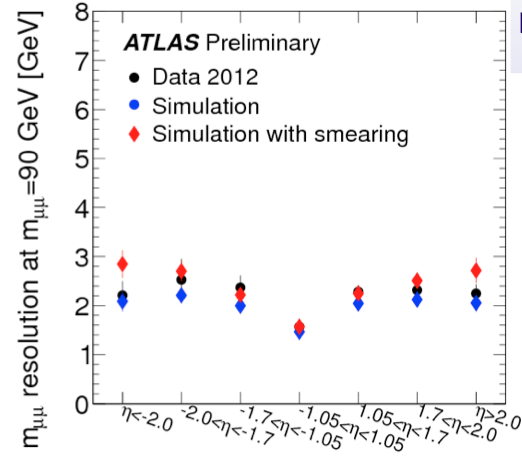 m_μμ resolution at m_μμ=90 GeV [GeV]
8
7
6
5
4
3
2
1
0
ATLAS Preliminary
Data 2012
Simulation
Simulation with smearing
η<-2.0
-2.0<η<-1.7
-1.7<η<-1.05
-1.05<η<1.05
1.05<η<1.7
1.7<η<2.0
η>2.0